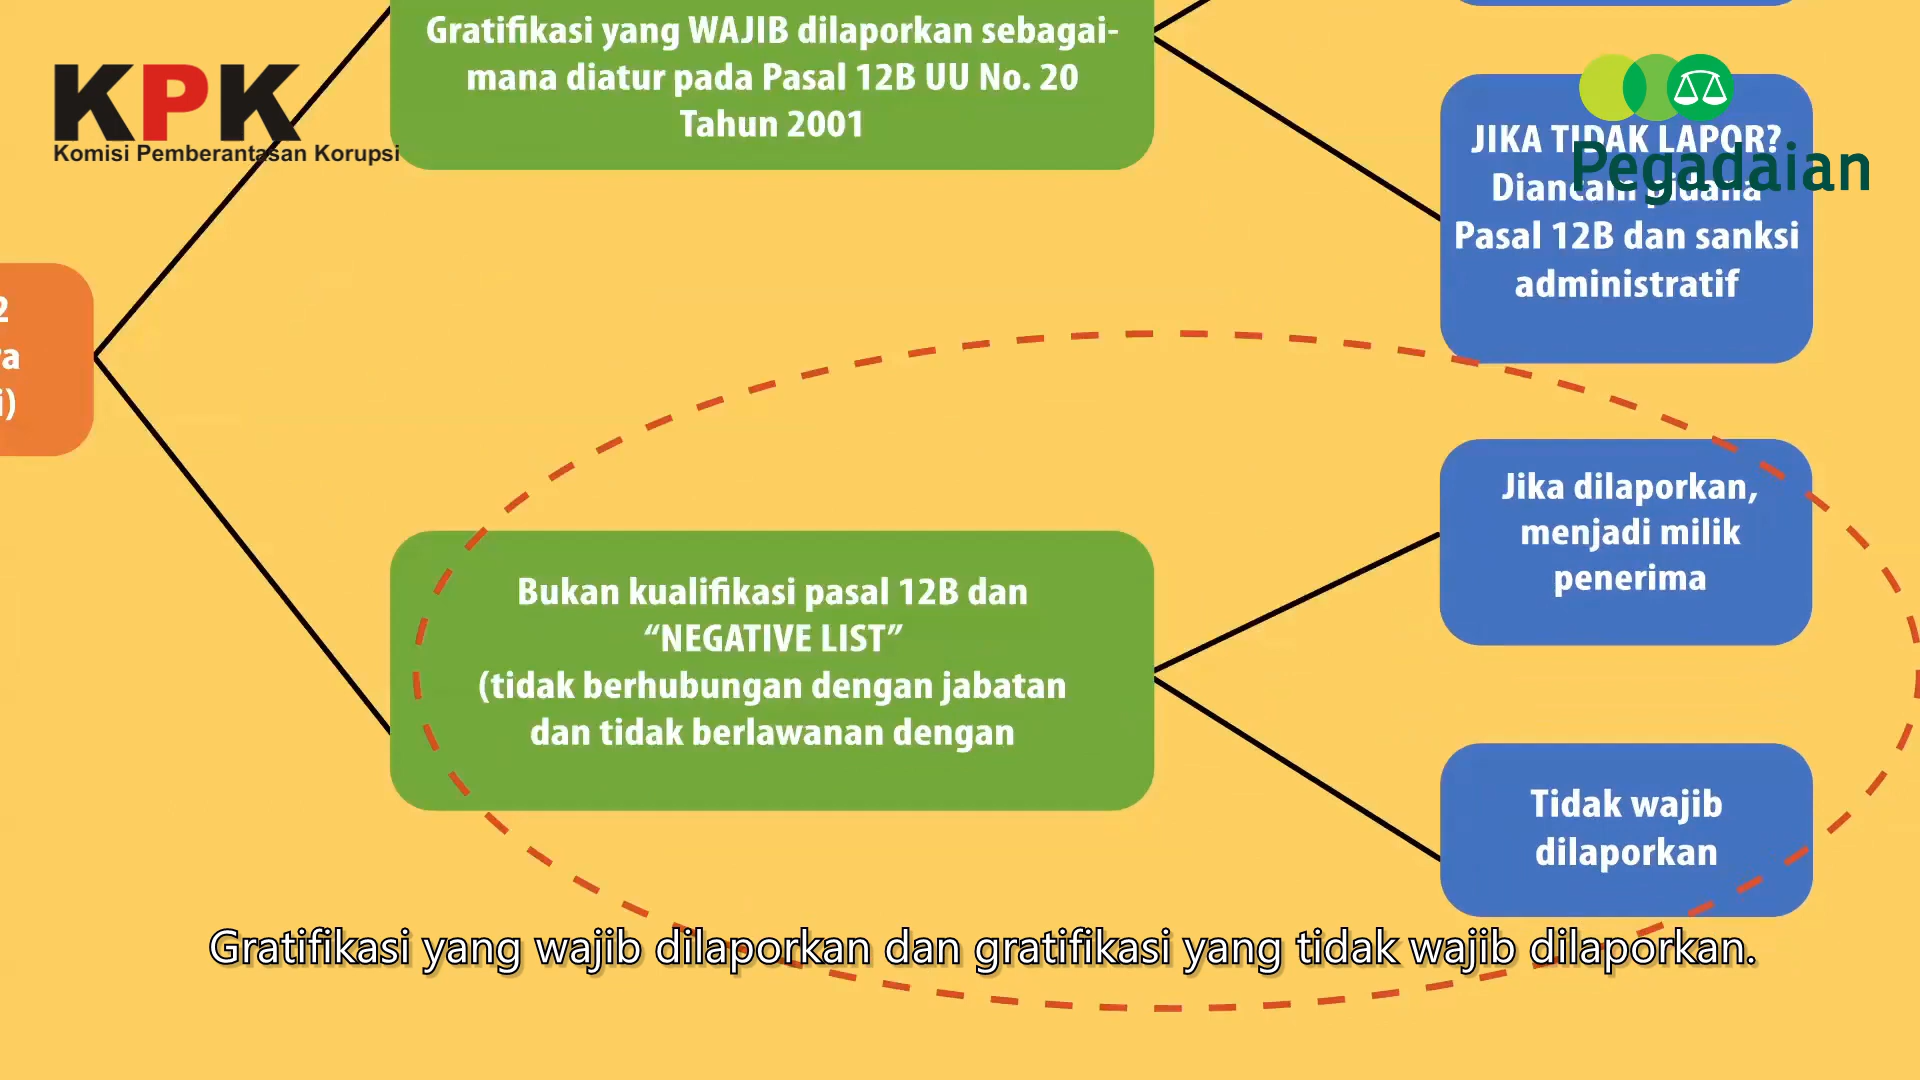 Gratifikasi yang WAJIB dilaporkan sebagai-
mana diatur pada Pasal 12B UU No. 20
Tahun 2001
KPK
Komisi Pemberantasan Korupsi
JIKA TIDAK LAPOR?
Diancam pidana
Pasal 12B dan sanksi
administratif
Pegadaian
2
i)
Jika dilaporkan,
menjadi milik
penerima
Bukan kualifikasi pasal 12B dan
“NEGATIVE LIST”
(tidak berhubungan dengan jabatan
dan tidak berlawanan dengan
Tidak wajib
dilaporkan
Gratifikasi yang wajib dilaporkan dan gratifikasi yang tidak wajib dilaporkan.